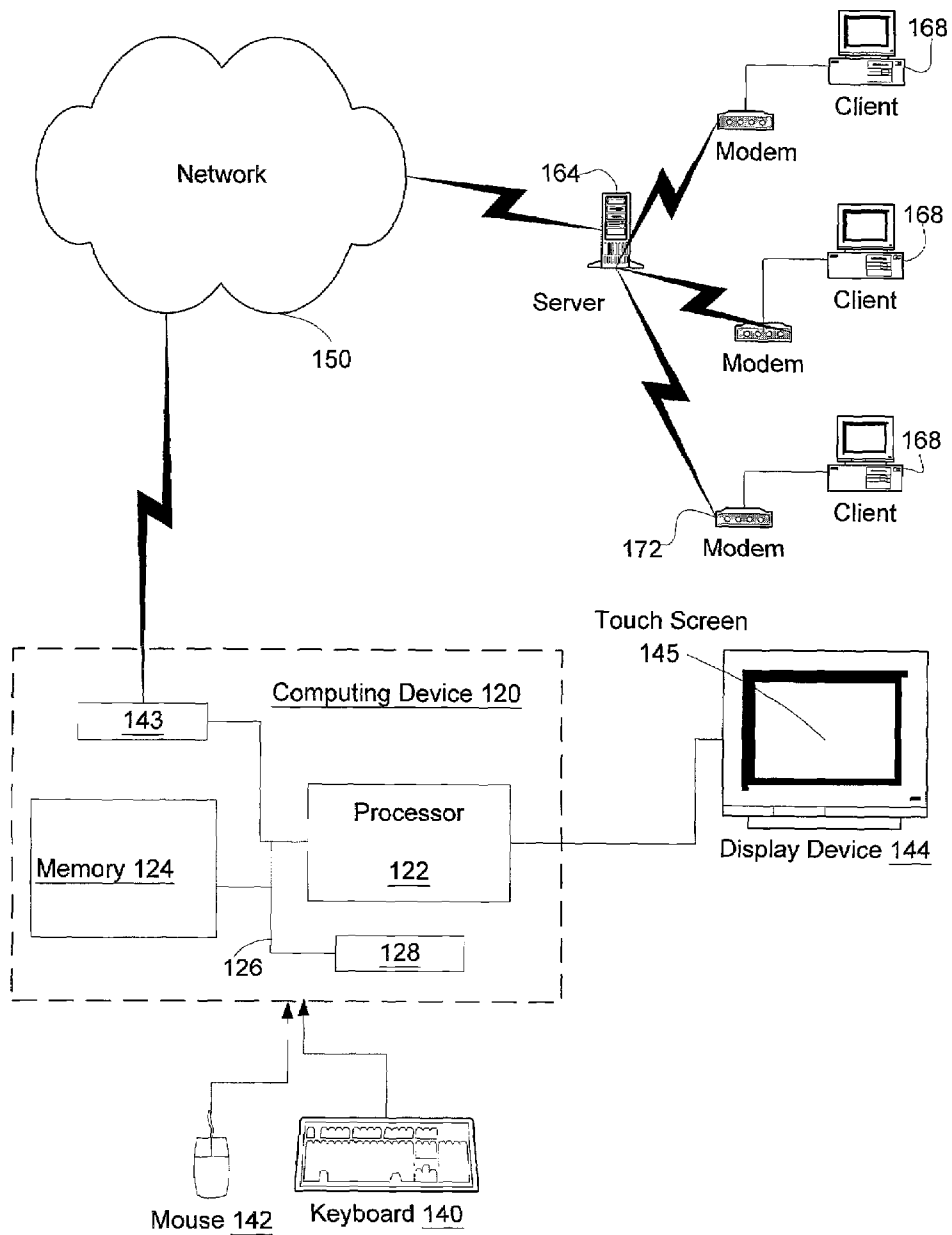 168
Client
Modem
Network
164
168
Server
Client
150
Modem
168
Client
172
Modem
Touch Screen
145
Computing Device 120
143
Processor
Memory 124
122
Display Device 144
126
128
Mouse 142
Keyboard 140